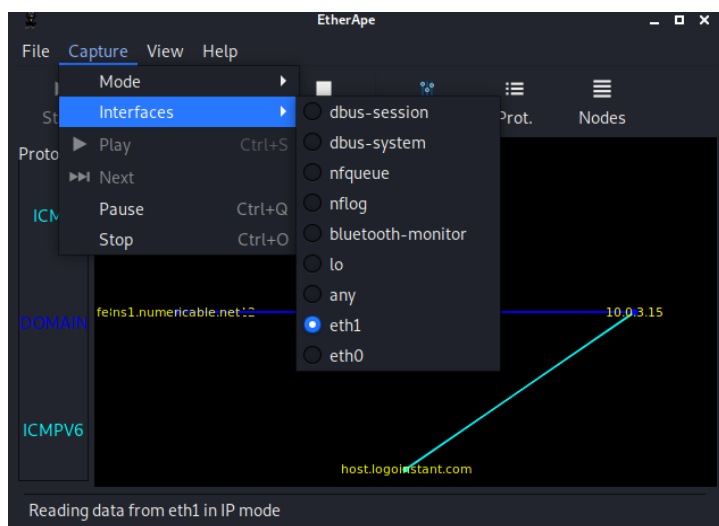 EtherApe
File Capture View Help
Mode
Interfaces
Play Ctrl+S
Next
Pause Ctrl+Q
Stop Ctrl+O
dbus-session
dbus-system
nfqueue
nflog
bluetooth-monitor
lo
any
eth1
eth0
St
Prot.
Nodes
Proto
ICM
DOMAIN
ICMPV6
10.0.3.15
host.logoinstant.com
Reading data from eth1 in IP mode